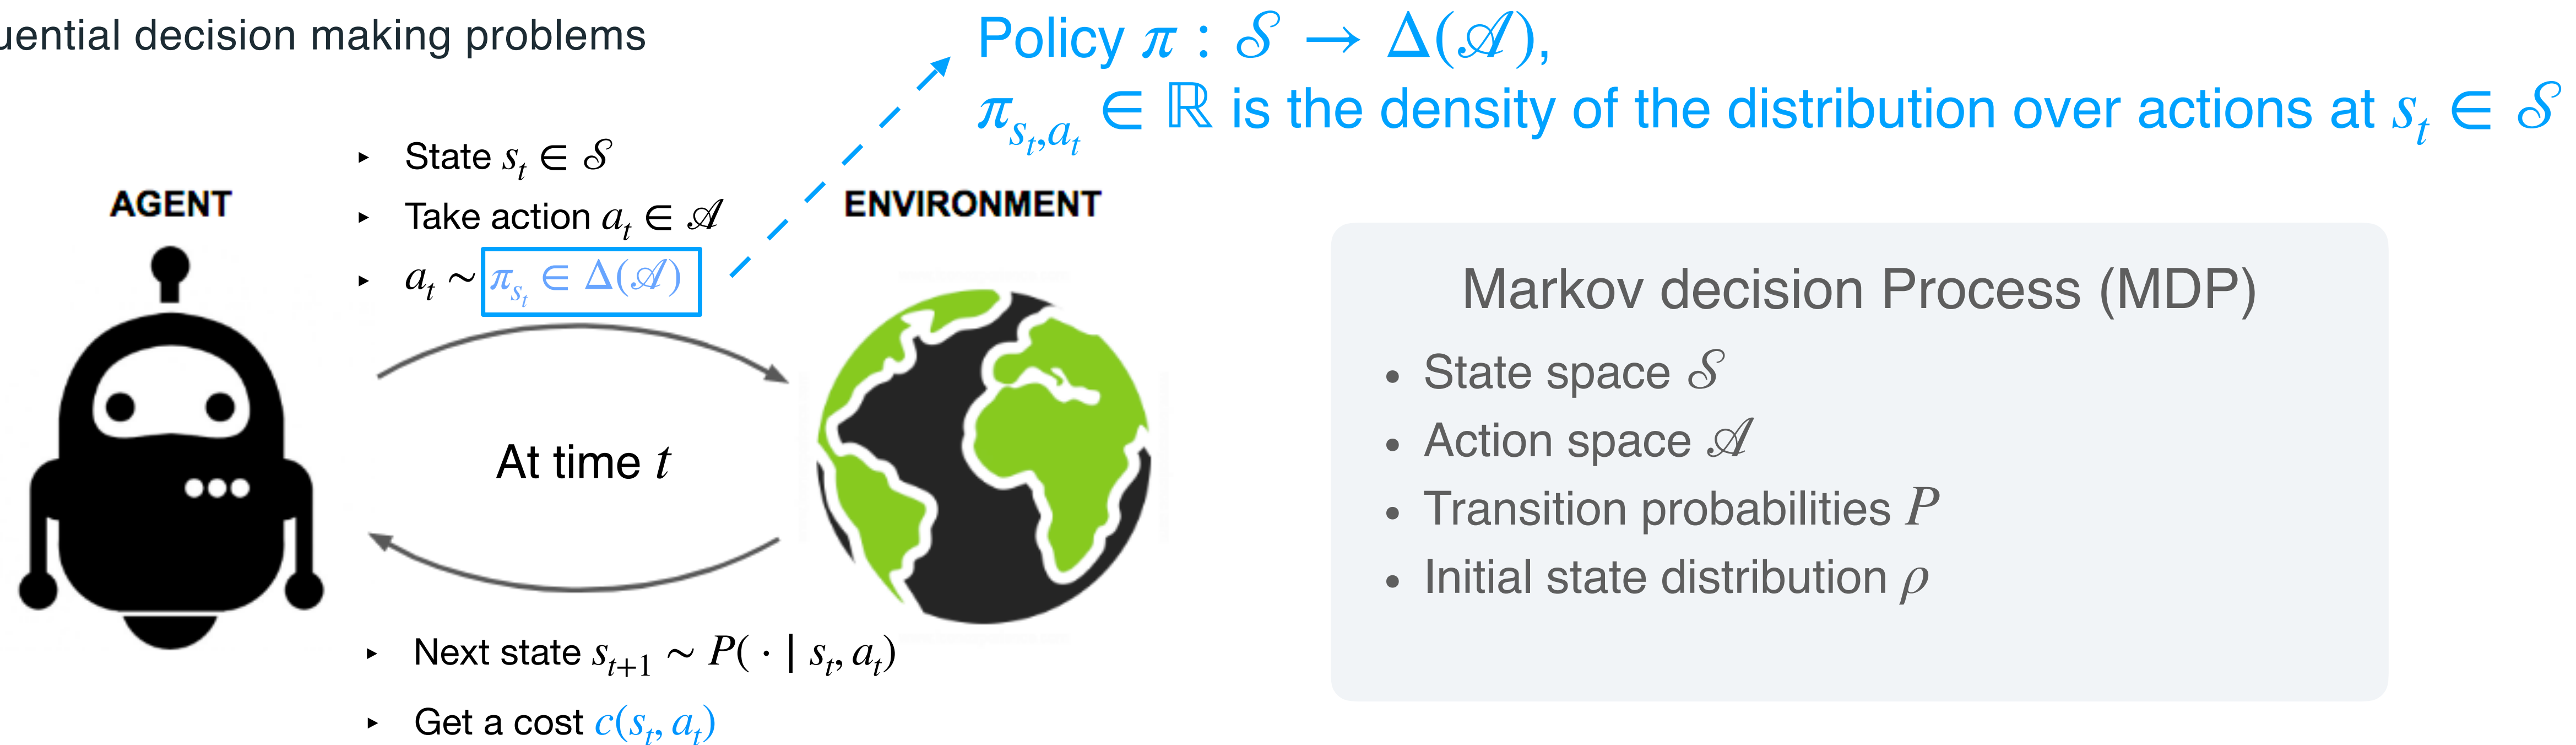 uential decision making problems
Policy π : 𝒮 → Δ(𝒜),
π_{s_t,a_t} ∈ ℝ is the density of the distribution over actions at s_t ∈ 𝒮
▸ State s_t ∈ 𝒮
▸ Take action a_t ∈ 𝒜
▸ a_t ∼ π_{s_t} ∈ Δ(𝒜)
AGENT
ENVIRONMENT
At time t
▸ Next state s_{t+1} ∼ P( · | s_t, a_t)
▸ Get a cost c(s_t, a_t)
Markov decision Process (MDP)
• State space 𝒮
• Action space 𝒜
• Transition probabilities P
• Initial state distribution ρ